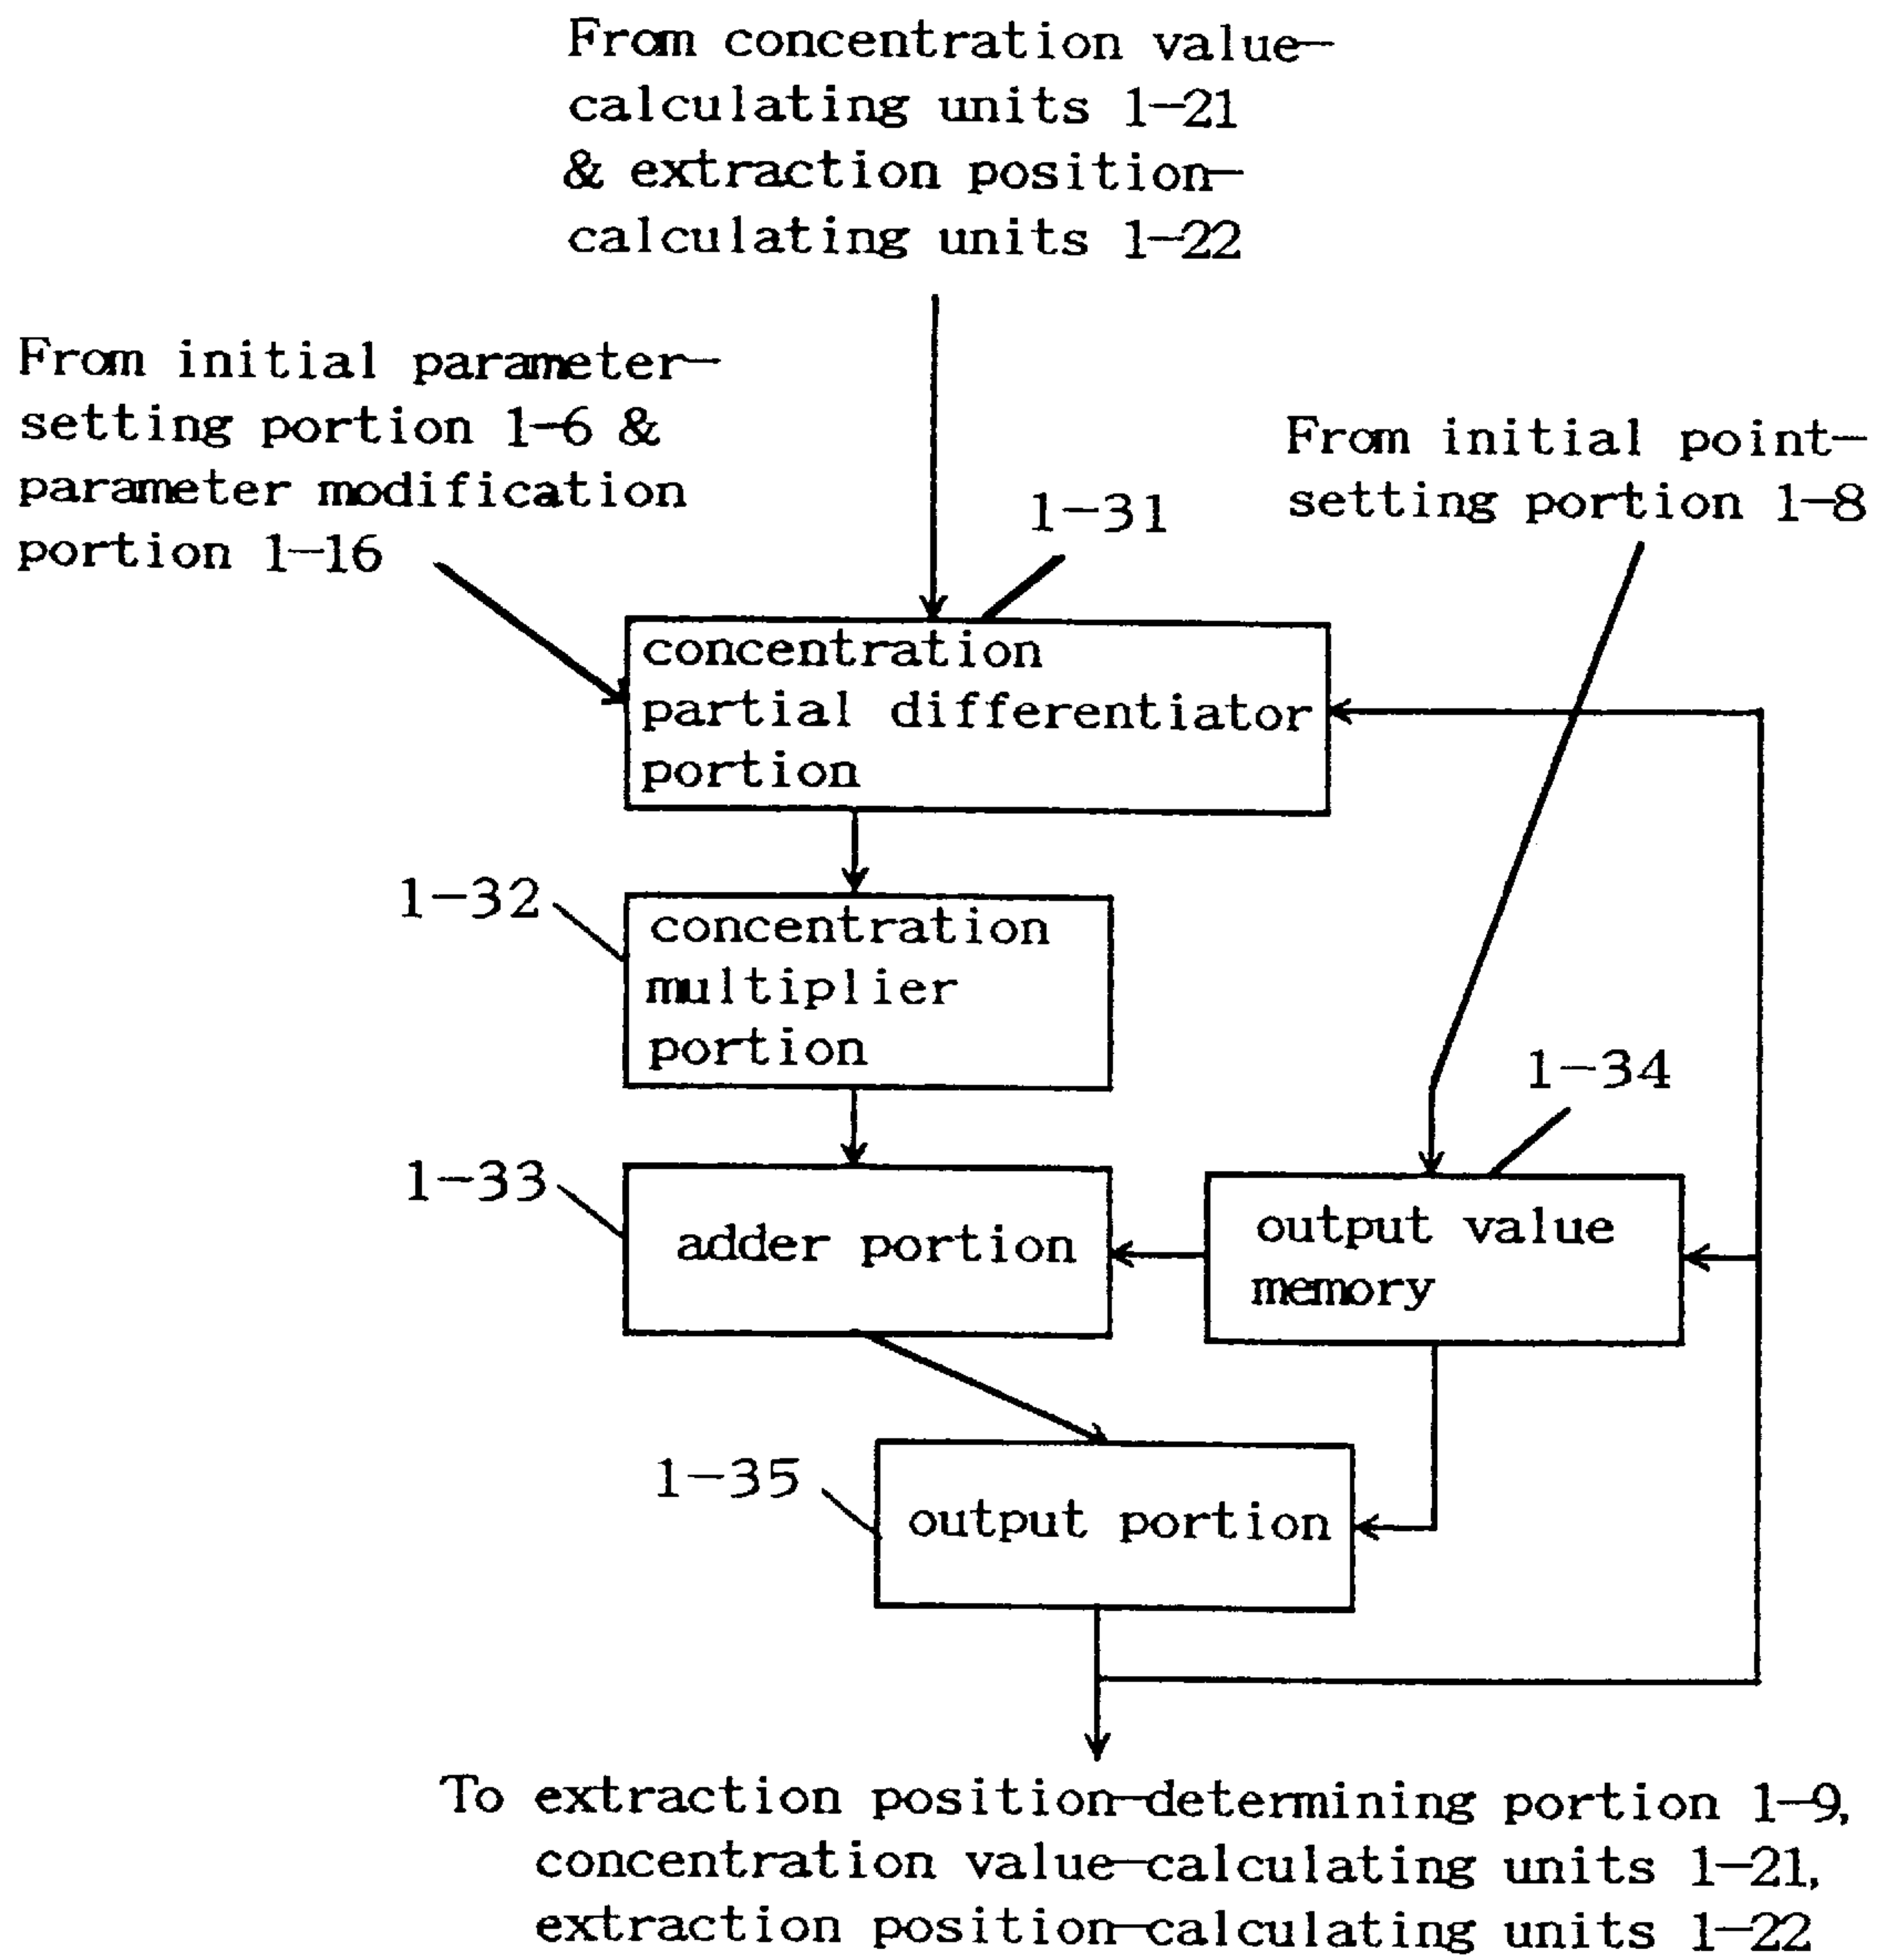 From concentration value-
calculating units 1-21
& extraction position-
calculating units 1-22
From initial parameter-
setting portion 1-6 &
parameter modification
portion 1-16
From initial point-
setting portion 1-8
1-31
concentration
partial differentiator
portion
1-32
concentration
multiplier
portion
1-33
adder portion
1-34
output value
memory
1-35
output portion
To extraction position-determining portion 1-9,
concentration value-calculating units 1-21,
extraction position-calculating units 1-22